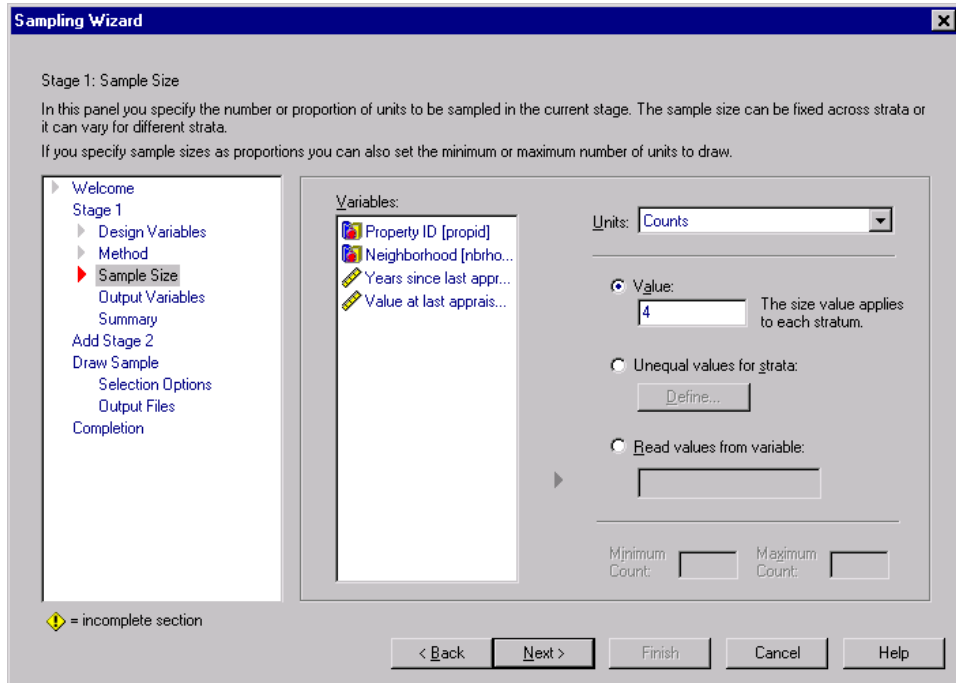 Sampling Wizard
Stage 1: Sample Size
In this panel you specify the number or proportion of units to be sampled in the current stage. The sample size can be fixed across strata or
it can vary for different strata.
If you specify sample sizes as proportions you can also set the minimum or maximum number of units to draw.
Welcome
Stage 1
Design Variables
Method
Sample Size
Output Variables
Summary
Add Stage 2
Draw Sample
Selection Options
Output Files
Completion
Variables:
Property ID [propid]
Neighborhood [nbrho...
Years since last appr...
Value at last apprais...
Units: Counts
Value:
4
The size value applies
to each stratum.
Unequal values for strata:
Define...
Read values from variable:
Minimum
Count:
Maximum
Count:
= incomplete section
< Back
Next >
Finish
Cancel
Help